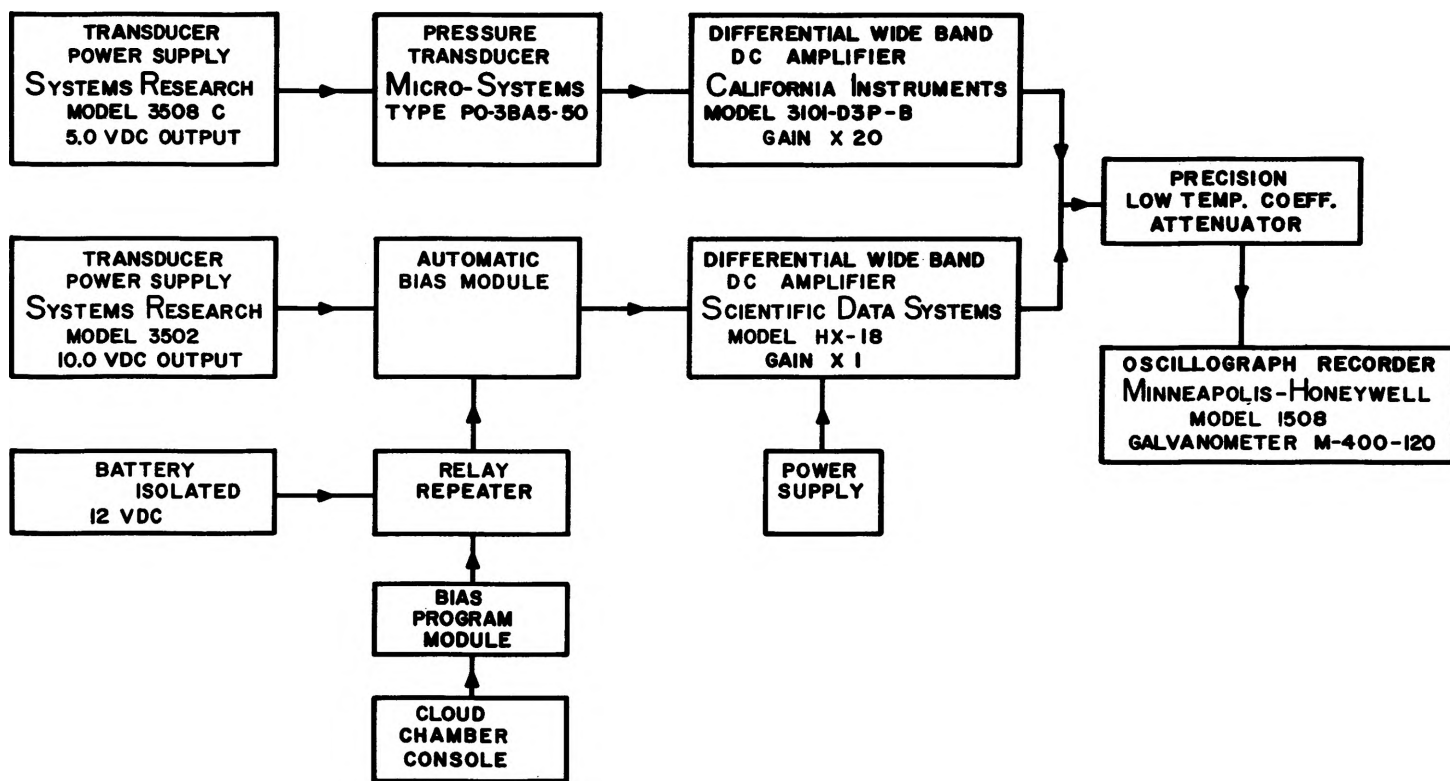 TRANSDUCER
POWER SUPPLY
SYSTEMS RESEARCH
MODEL 3508 C
5.0 VDC OUTPUT
PRESSURE
TRANSDUCER
MICRO-SYSTEMS
TYPE PO-3BA5-50
DIFFERENTIAL WIDE BAND
DC AMPLIFIER
CALIFORNIA INSTRUMENTS
MODEL 3101-D3P-B
GAIN X 20
PRECISION
LOW TEMP. COEFF.
ATTENUATOR
TRANSDUCER
POWER SUPPLY
SYSTEMS RESEARCH
MODEL 3502
10.0 VDC OUTPUT
AUTOMATIC
BIAS MODULE
DIFFERENTIAL WIDE BAND
DC AMPLIFIER
SCIENTIFIC DATA SYSTEMS
MODEL HX-18
GAIN X 1
OSCILLOGRAPH RECORDER
MINNEAPOLIS-HONEYWELL
MODEL 1508
GALVANOMETER M-400-120
BATTERY
ISOLATED
12 VDC
RELAY
REPEATER
POWER
SUPPLY
BIAS
PROGRAM
MODULE
CLOUD
CHAMBER
CONSOLE